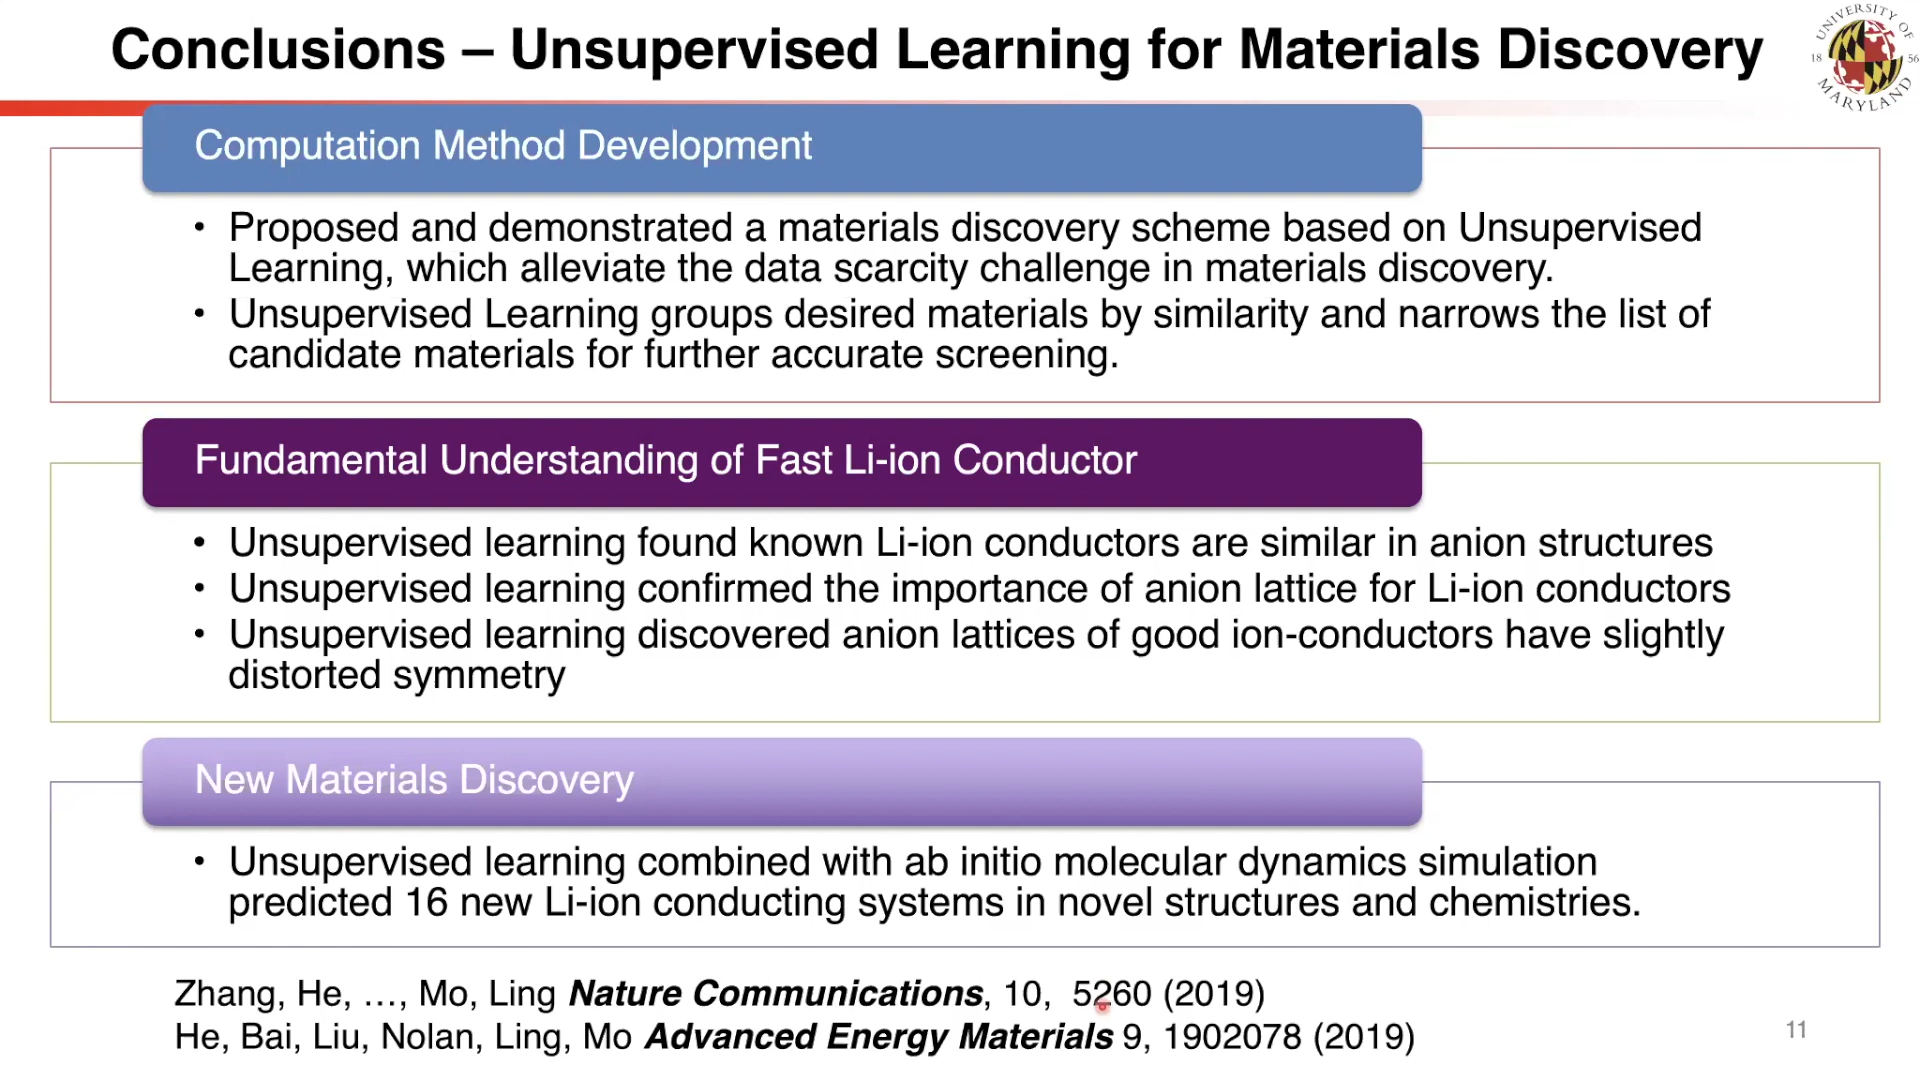 Conclusions – Unsupervised Learning for Materials Discovery
UNIVERSITY OF
18 56
MARYLAND
Computation Method Development
• Proposed and demonstrated a materials discovery scheme based on Unsupervised
Learning, which alleviate the data scarcity challenge in materials discovery.
• Unsupervised Learning groups desired materials by similarity and narrows the list of
candidate materials for further accurate screening.
Fundamental Understanding of Fast Li-ion Conductor
• Unsupervised learning found known Li-ion conductors are similar in anion structures
• Unsupervised learning confirmed the importance of anion lattice for Li-ion conductors
• Unsupervised learning discovered anion lattices of good ion-conductors have slightly
distorted symmetry
New Materials Discovery
• Unsupervised learning combined with ab initio molecular dynamics simulation
predicted 16 new Li-ion conducting systems in novel structures and chemistries.
Zhang, He, …, Mo, Ling Nature Communications, 10, 5260 (2019)
He, Bai, Liu, Nolan, Ling, Mo Advanced Energy Materials 9, 1902078 (2019)
11